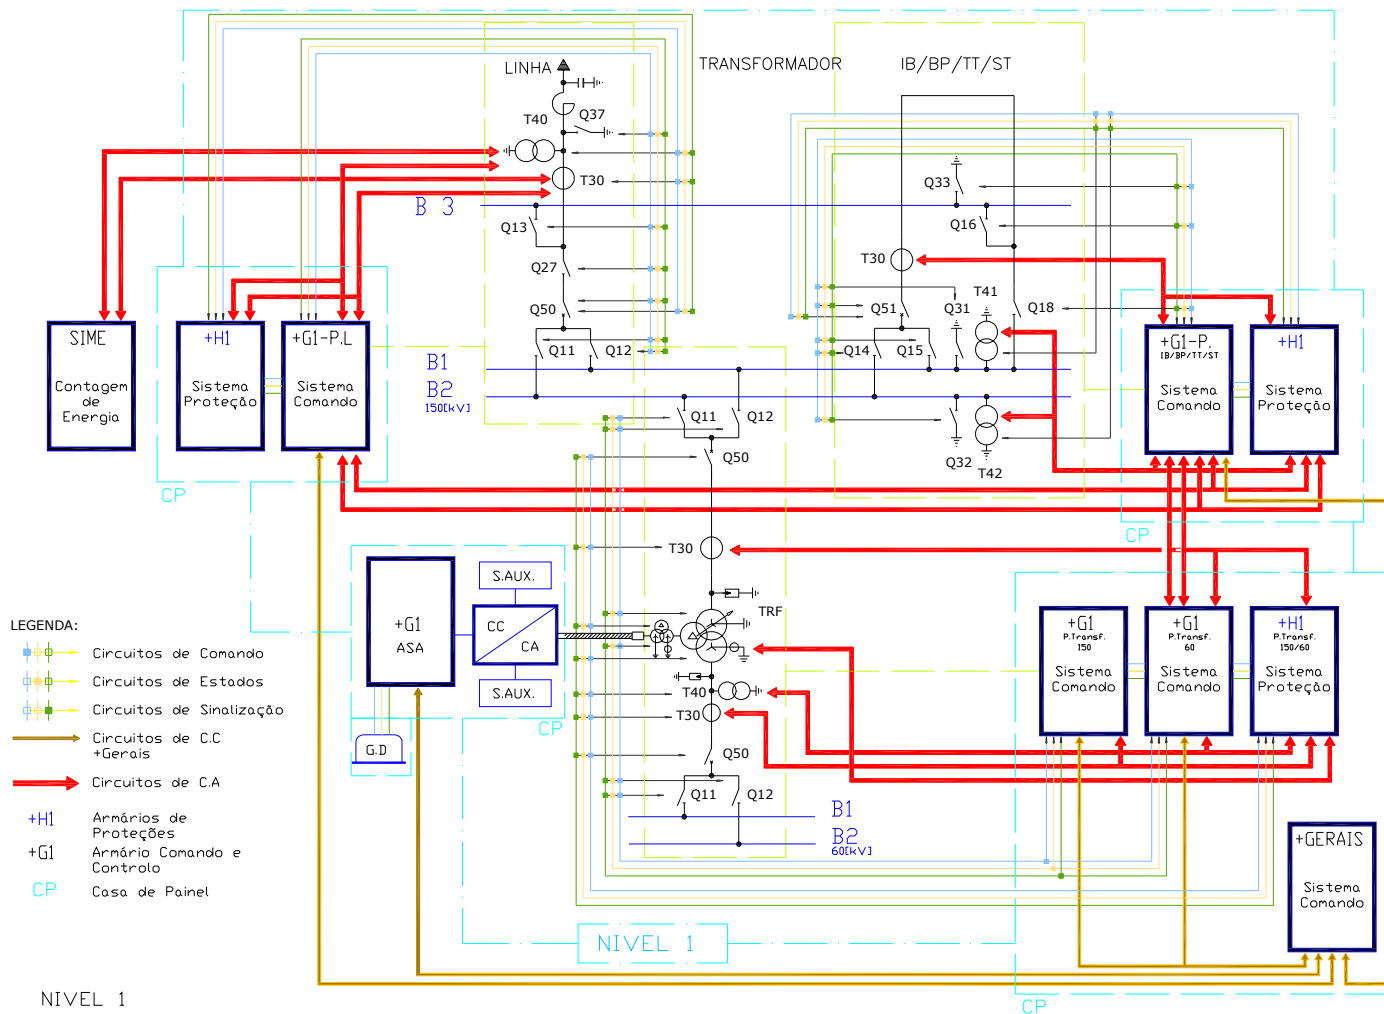 LINHA
TRANSFORMADOR
IB/BP/TT/ST
Q37
T40
T30
B 3
Q13
Q27
Q50
Q11
Q12
Q33
Q16
T30
Q51
Q31
T41
Q18
Q14
Q15
B1
B2
150[kV]
Q32
T42
SIME
Contagem
de
Energia
+H1
Sistema
Proteção
+G1-P.L
Sistema
Comando
+G1-P.
IB/BP/TT/ST
Sistema
Comando
+H1
Sistema
Proteção
CP
CP
Q11
Q12
Q50
T30
TRF
T40
T30
Q50
Q11
Q12
B1
B2
60[kV]
+G1
ASA
S.AUX.
CC
CA
S.AUX.
CP
G.D
+G1
P.Transf.
150
Sistema
Comando
+G1
P.Transf.
60
Sistema
Comando
+H1
P.Transf.
150/60
Sistema
Proteção
+GERAIS
Sistema
Comando
CP
LEGENDA:
Circuitos de Comando
Circuitos de Estados
Circuitos de Sinalização
Circuitos de C.C
+Gerais
Circuitos de C.A
+H1
Armários de
Proteções
+G1
Armário Comando e
Controlo
CP
Casa de Painel
NIVEL 1
NIVEL 1